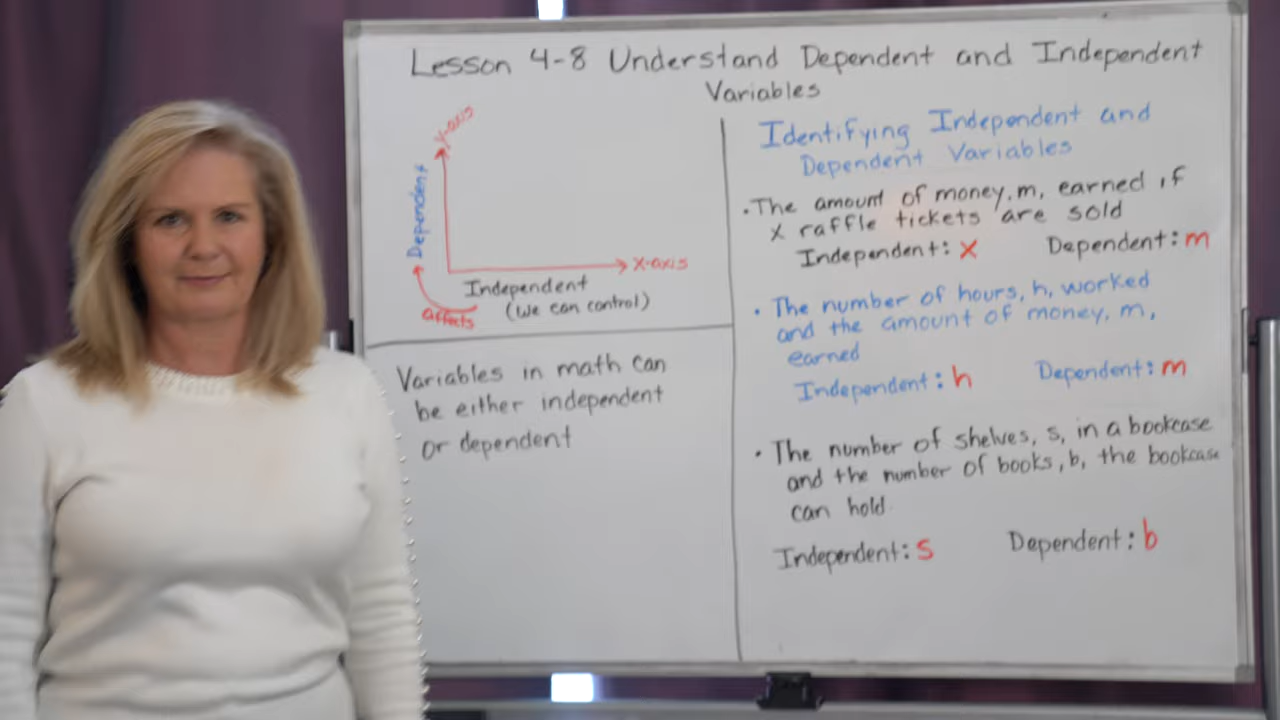 Lesson 4-8 Understand Dependent and Independent
Variables
Y-axis
Dependent
X-axis
Independent
(We can control)
affects
Variables in math can
be either independent
or dependent
Identifying Independent and
Dependent Variables
• The amount of money, m, earned if
x raffle tickets are sold
Independent: x Dependent: m
• The number of hours, h, worked
and the amount of money, m,
earned
Independent: h Dependent: m
• The number of shelves, s, in a bookcase
and the number of books, b, the bookcase
can hold
Independent: s Dependent: b